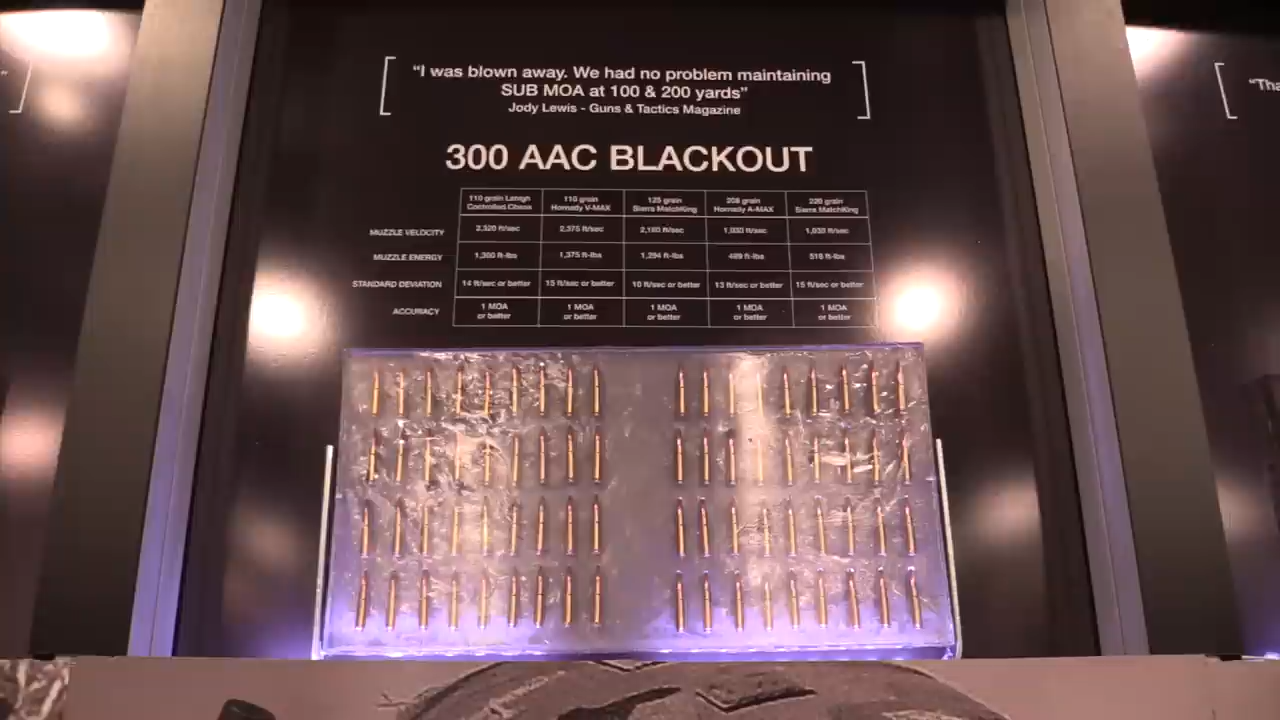 "I was blown away. We had no problem maintaining
SUB MOA at 100 & 200 yards"
Jody Lewis - Guns & Tactics Magazine
"Tha
300 AAC BLACKOUT
110 grain Lehigh 110 grain 125 grain 208 grain 220 grain
Controlled Chaos Hornady V-MAX Sierra MatchKing Hornady A-MAX Sierra MatchKing
MUZZLE VELOCITY 2,320 ft/sec 2,375 ft/sec 2,180 ft/sec 1,020 ft/sec 1,030 ft/sec
MUZZLE ENERGY 1,300 ft-lbs 1,375 ft-lbs 1,294 ft-lbs 489 ft-lbs 518 ft-lbs
STANDARD DEVIATION 14 ft/sec or better 15 ft/sec or better 10 ft/sec or better 13 ft/sec or better 15 ft/sec or better
ACCURACY 1 MOA 1 MOA 1 MOA 1 MOA 1 MOA
or better or better or better or better or better